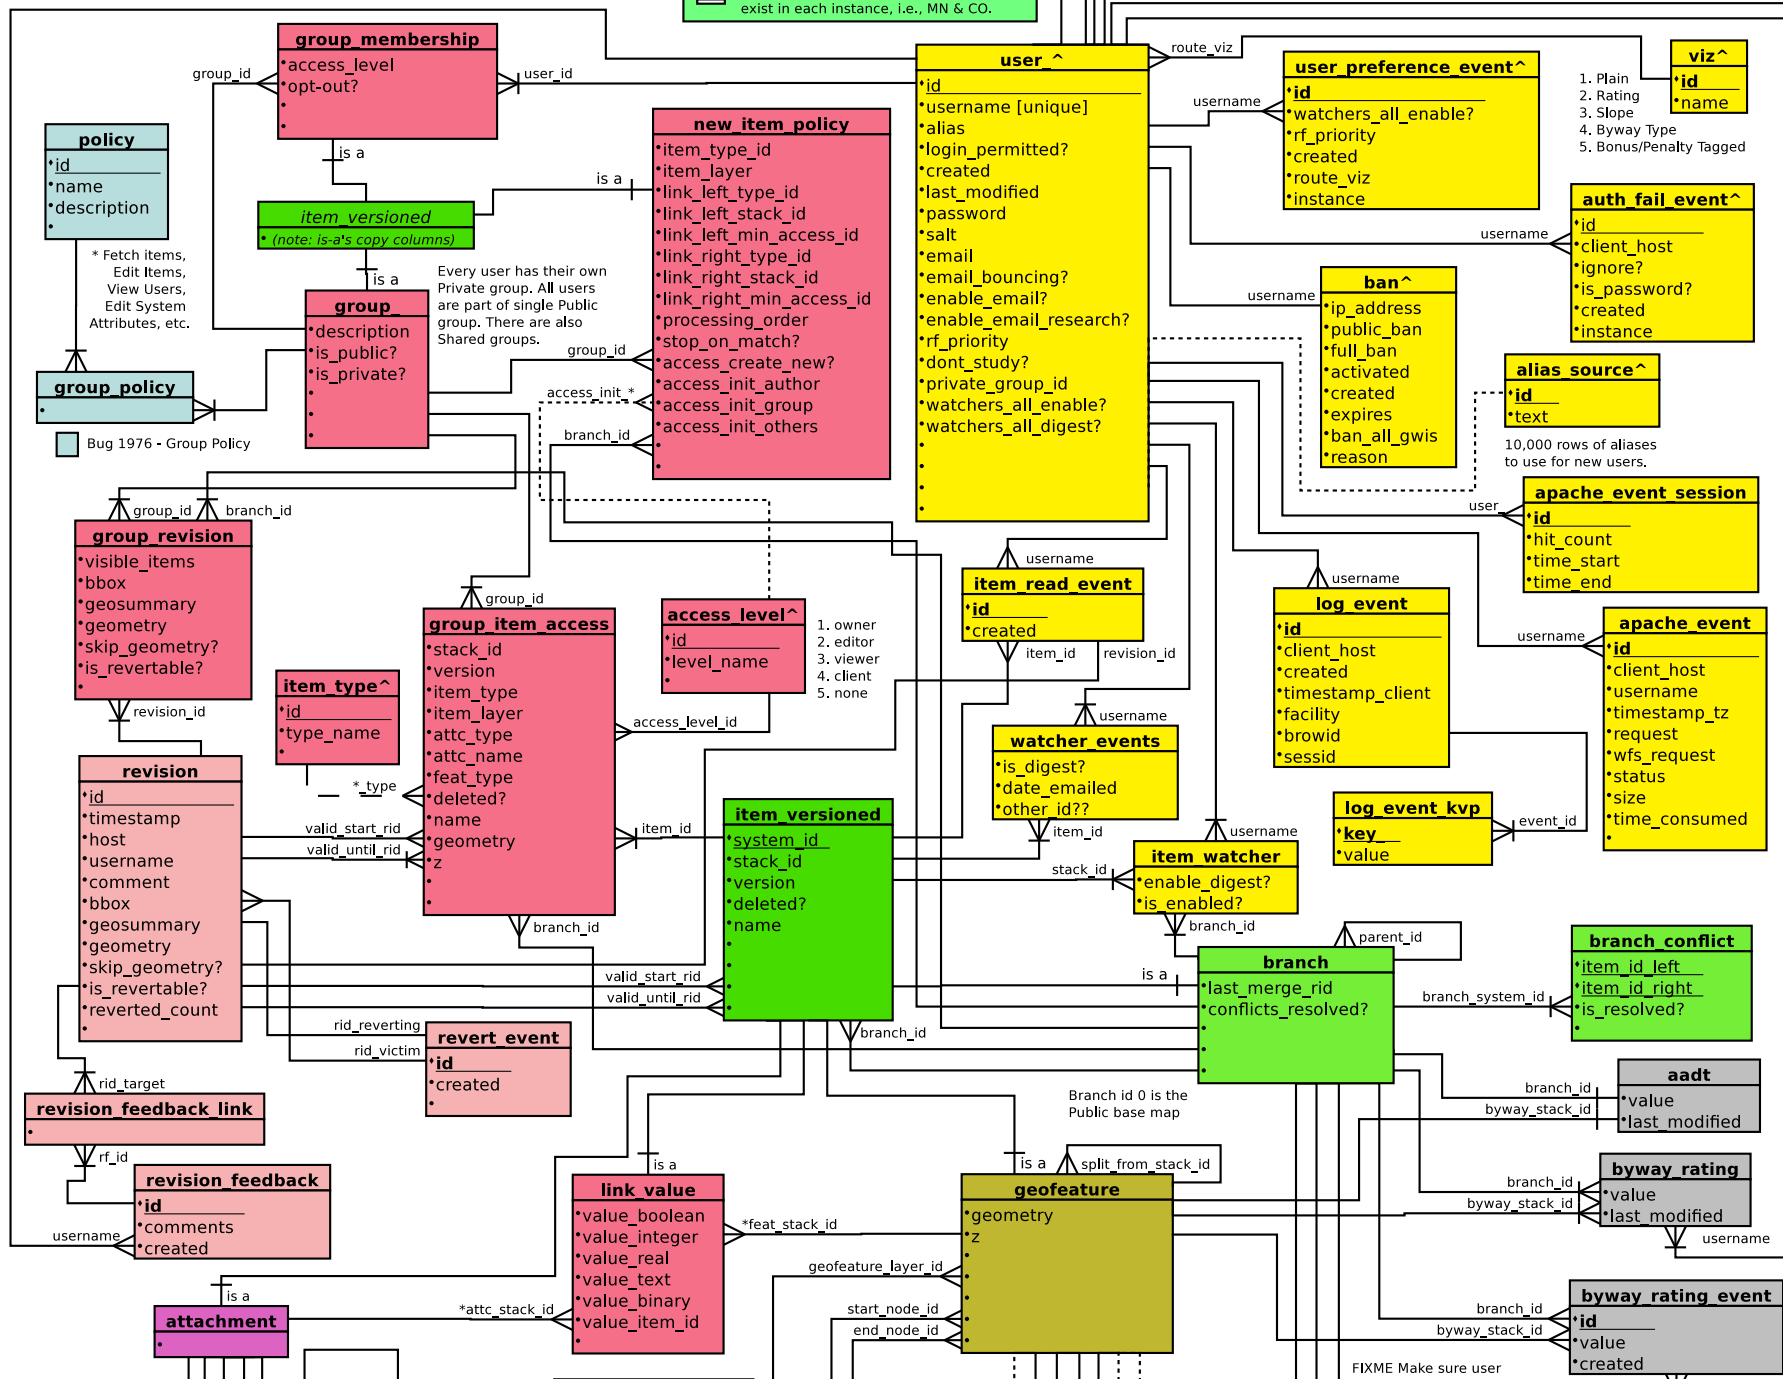 exist in each instance, i.e., MN & CO.
group_membership
access_level
opt-out?
group_id
user_id
is a
policy
id
name
description
* Fetch items,
Edit Items,
View Users,
Edit System
Attributes, etc.
group_policy
Bug 1976 - Group Policy
item_versioned
(note: is-a's copy columns)
is a
is a
group_
description
is_public?
is_private?
Every user has their own
Private group. All users
are part of single Public
group. There are also
Shared groups.
new_item_policy
item_type_id
item_layer
link_left_type_id
link_left_stack_id
link_left_min_access_id
link_right_type_id
link_right_stack_id
link_right_min_access_id
processing_order
stop_on_match?
access_create_new?
access_init_author
access_init_group
access_init_others
group_id
access_init_*
branch_id
user_^
id
username [unique]
alias
login_permitted?
created
last_modified
password
salt
email
email_bouncing?
enable_email?
enable_email_research?
rf_priority
dont_study?
private_group_id
watchers_all_enable?
watchers_all_digest?
route_viz
username
user_preference_event^
id
watchers_all_enable?
rf_priority
created
route_viz
instance
viz^
id
name
1. Plain
2. Rating
3. Slope
4. Byway Type
5. Bonus/Penalty Tagged
username
auth_fail_event^
id
client_host
ignore?
is_password?
created
instance
username
ban^
ip_address
public_ban
full_ban
activated
created
expires
ban_all_gwis
reason
alias_source^
id
text
10,000 rows of aliases
to use for new users.
user_
apache_event_session
id
hit_count
time_start
time_end
group_id
branch_id
group_revision
visible_items
bbox
geosummary
geometry
skip_geometry?
is_revertable?
revision_id
group_id
group_item_access
stack_id
version
item_type
item_layer
attc_type
attc_name
feat_type
deleted?
name
geometry
z
item_type^
id
type_name
*_type
access_level^
id
level_name
1. owner
2. editor
3. viewer
4. client
5. none
access_level_id
username
item_read_event
id
created
item_id
revision_id
username
log_event
id
client_host
created
timestamp_client
facility
browid
sessid
username
apache_event
id
client_host
username
timestamp_tz
request
wfs_request
status
size
time_consumed
username
watcher_events
is_digest?
date_emailed
other_id??
item_id
log_event_kvp
key_
value
event_id
revision
id
timestamp
host
username
comment
bbox
geosummary
geometry
skip_geometry?
is_revertable?
reverted_count
valid_start_rid
valid_until_rid
item_id
item_versioned
system_id
stack_id
version
deleted?
name
username
item_watcher
enable_digest?
is_enabled?
stack_id
branch_id
branch_id
valid_start_rid
valid_until_rid
branch_id
parent_id
is a
branch
last_merge_rid
conflicts_resolved?
branch_system_id
branch_conflict
item_id_left
item_id_right
is_resolved?
rid_reverting
rid_victim
revert_event
id
created
rid_target
revision_feedback_link
rf_id
revision_feedback
id
comments
created
username
Branch id 0 is the
Public base map
branch_id
byway_stack_id
aadt
value
last_modified
is a
link_value
value_boolean
value_integer
value_real
value_text
value_binary
value_item_id
*feat_stack_id
*attc_stack_id
is a
split_from_stack_id
geofeature
geometry
z
geofeature_layer_id
start_node_id
end_node_id
branch_id
byway_stack_id
byway_rating
value
last_modified
username
is a
attachment
branch_id
byway_stack_id
byway_rating_event
id
value
created
FIXME Make sure user